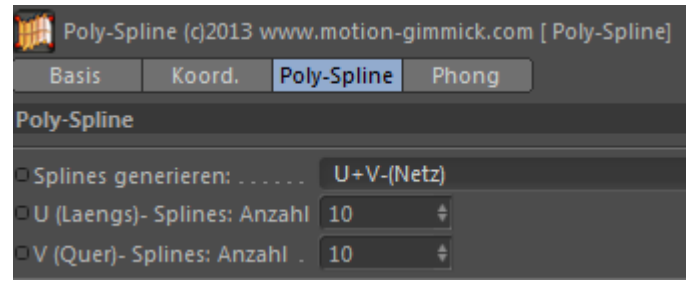 Poly-Spline (c)2013 www.motion-gimmick.com [ Poly-Spline]
Basis Koord. Poly-Spline Phong
Poly-Spline
Splines generieren: . . . . . . U+V-(Netz)
U (Laengs)- Splines: Anzahl 10
V (Quer)- Splines: Anzahl . 10